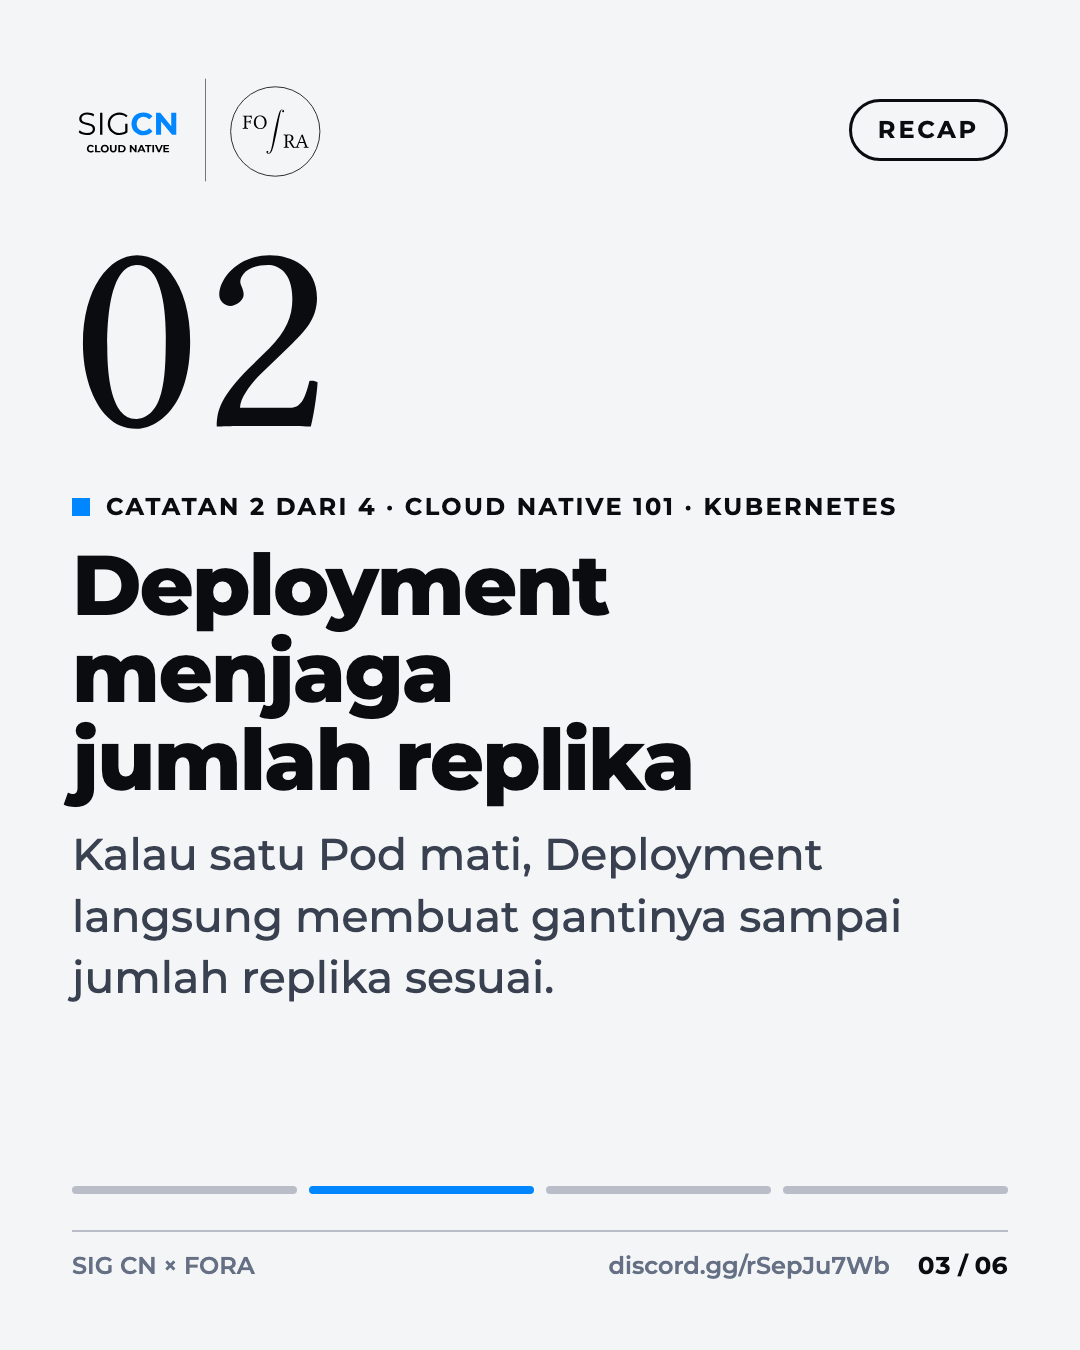 SIGCN
CLOUD NATIVE
FO RA
RECAP
02
CATATAN 2 DARI 4 · CLOUD NATIVE 101 · KUBERNETES
Deployment
menjaga
jumlah replika
Kalau satu Pod mati, Deployment
langsung membuat gantinya sampai
jumlah replika sesuai.
SIG CN × FORA
discord.gg/rSepJu7Wb
03 / 06